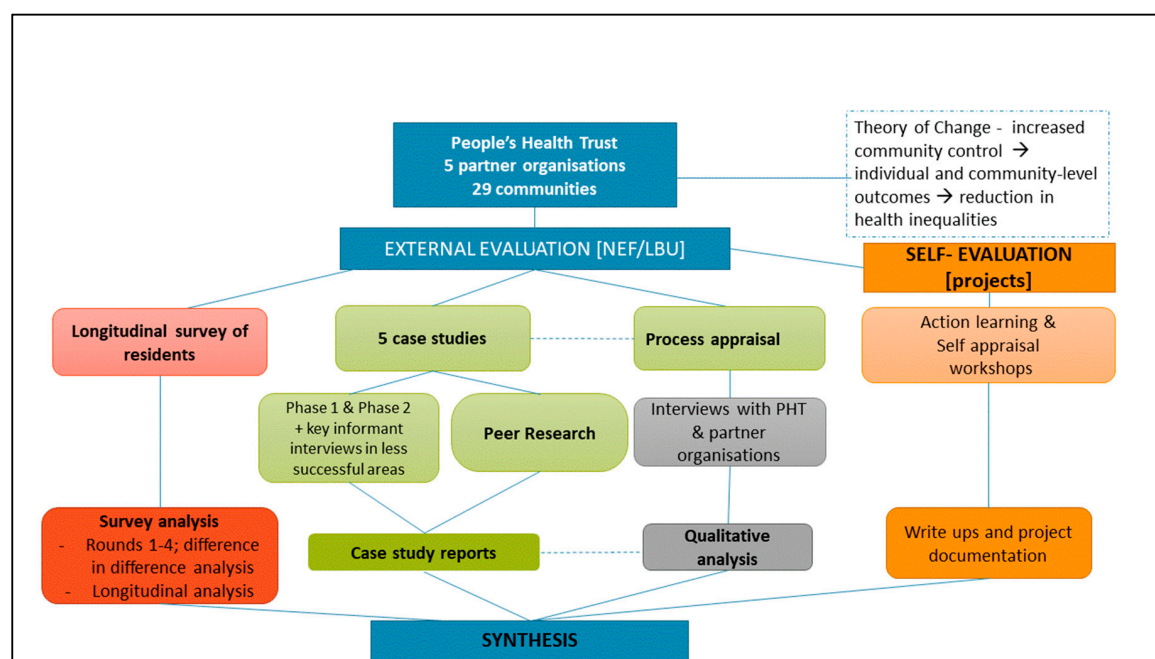 People's Health Trust
5 partner organisations
29 communities
Theory of Change - increased
community control →
individual and community-level
outcomes → reduction in
health inequalities
EXTERNAL EVALUATION [NEF/LBU]
SELF- EVALUATION
[projects]
Longitudinal survey of
residents
5 case studies
Process appraisal
Action learning &
Self appraisal
workshops
Phase 1 & Phase 2
+ key informant
interviews in less
successful areas
Peer Research
Interviews with PHT
& partner
organisations
Survey analysis
- Rounds 1-4; difference
in difference analysis
- Longitudinal analysis
Case study reports
Qualitative
analysis
Write ups and project
documentation
SYNTHESIS